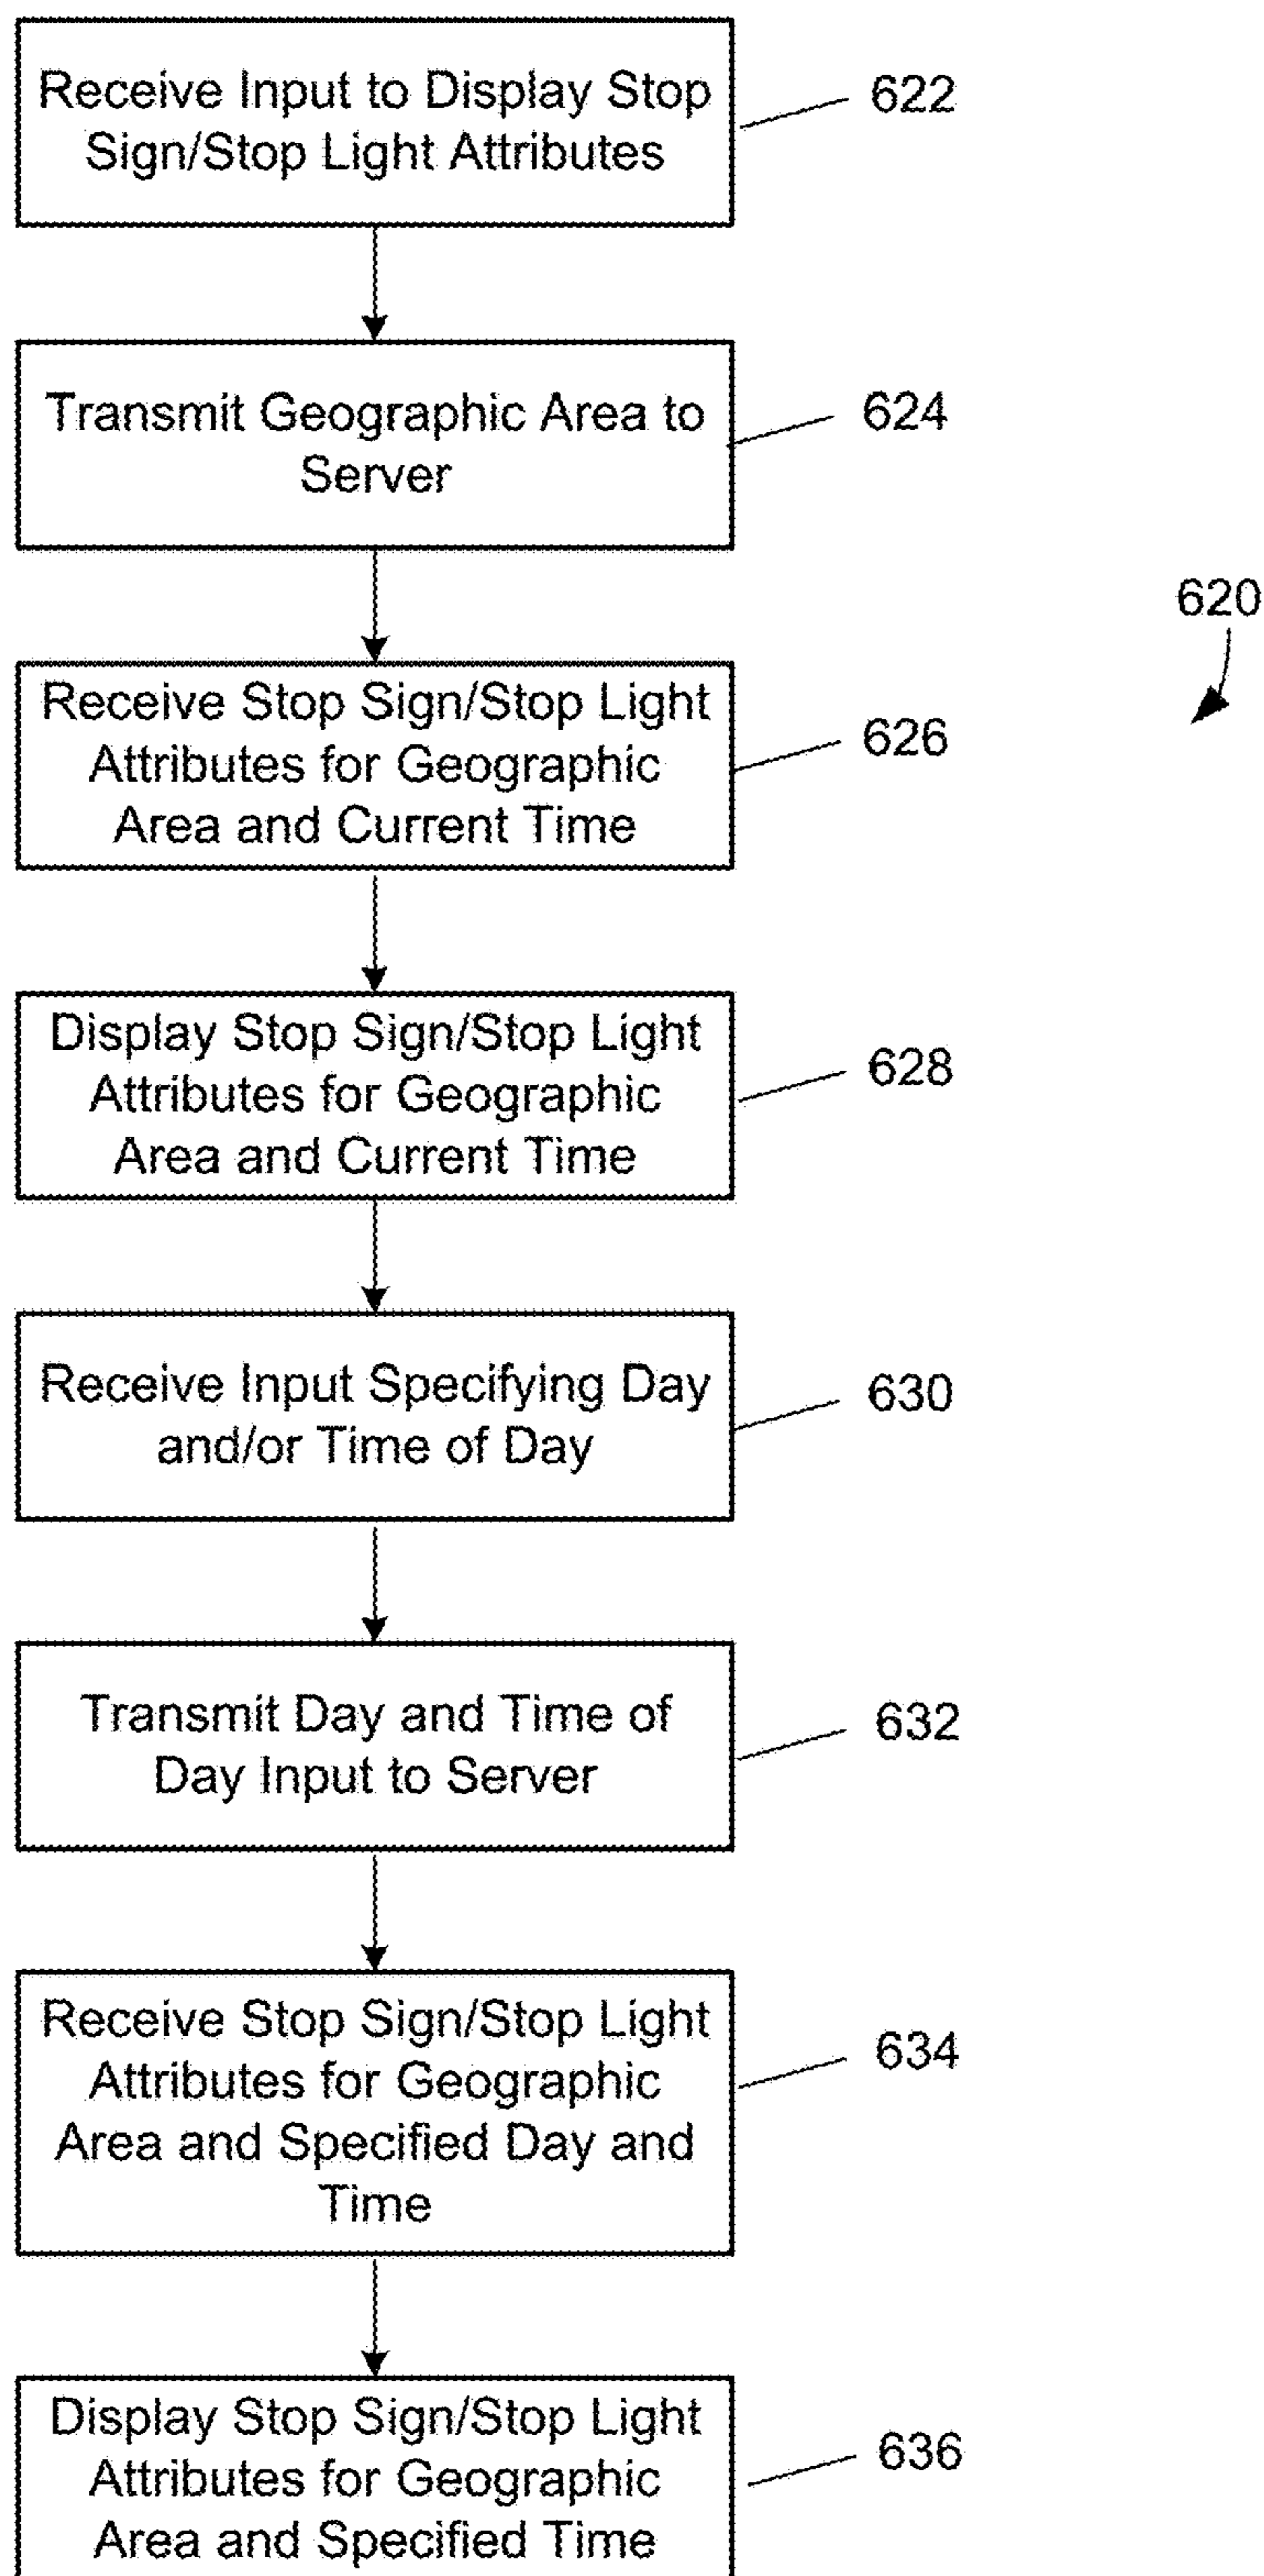 Receive Input to Display Stop
Sign/Stop Light Attributes
622
Transmit Geographic Area to
Server
624
620
Receive Stop Sign/Stop Light
Attributes for Geographic
Area and Current Time
626
Display Stop Sign/Stop Light
Attributes for Geographic
Area and Current Time
628
Receive Input Specifying Day
and/or Time of Day
630
Transmit Day and Time of
Day Input to Server
632
Receive Stop Sign/Stop Light
Attributes for Geographic
Area and Specified Day and
Time
634
Display Stop Sign/Stop Light
Attributes for Geographic
Area and Specified Time
636